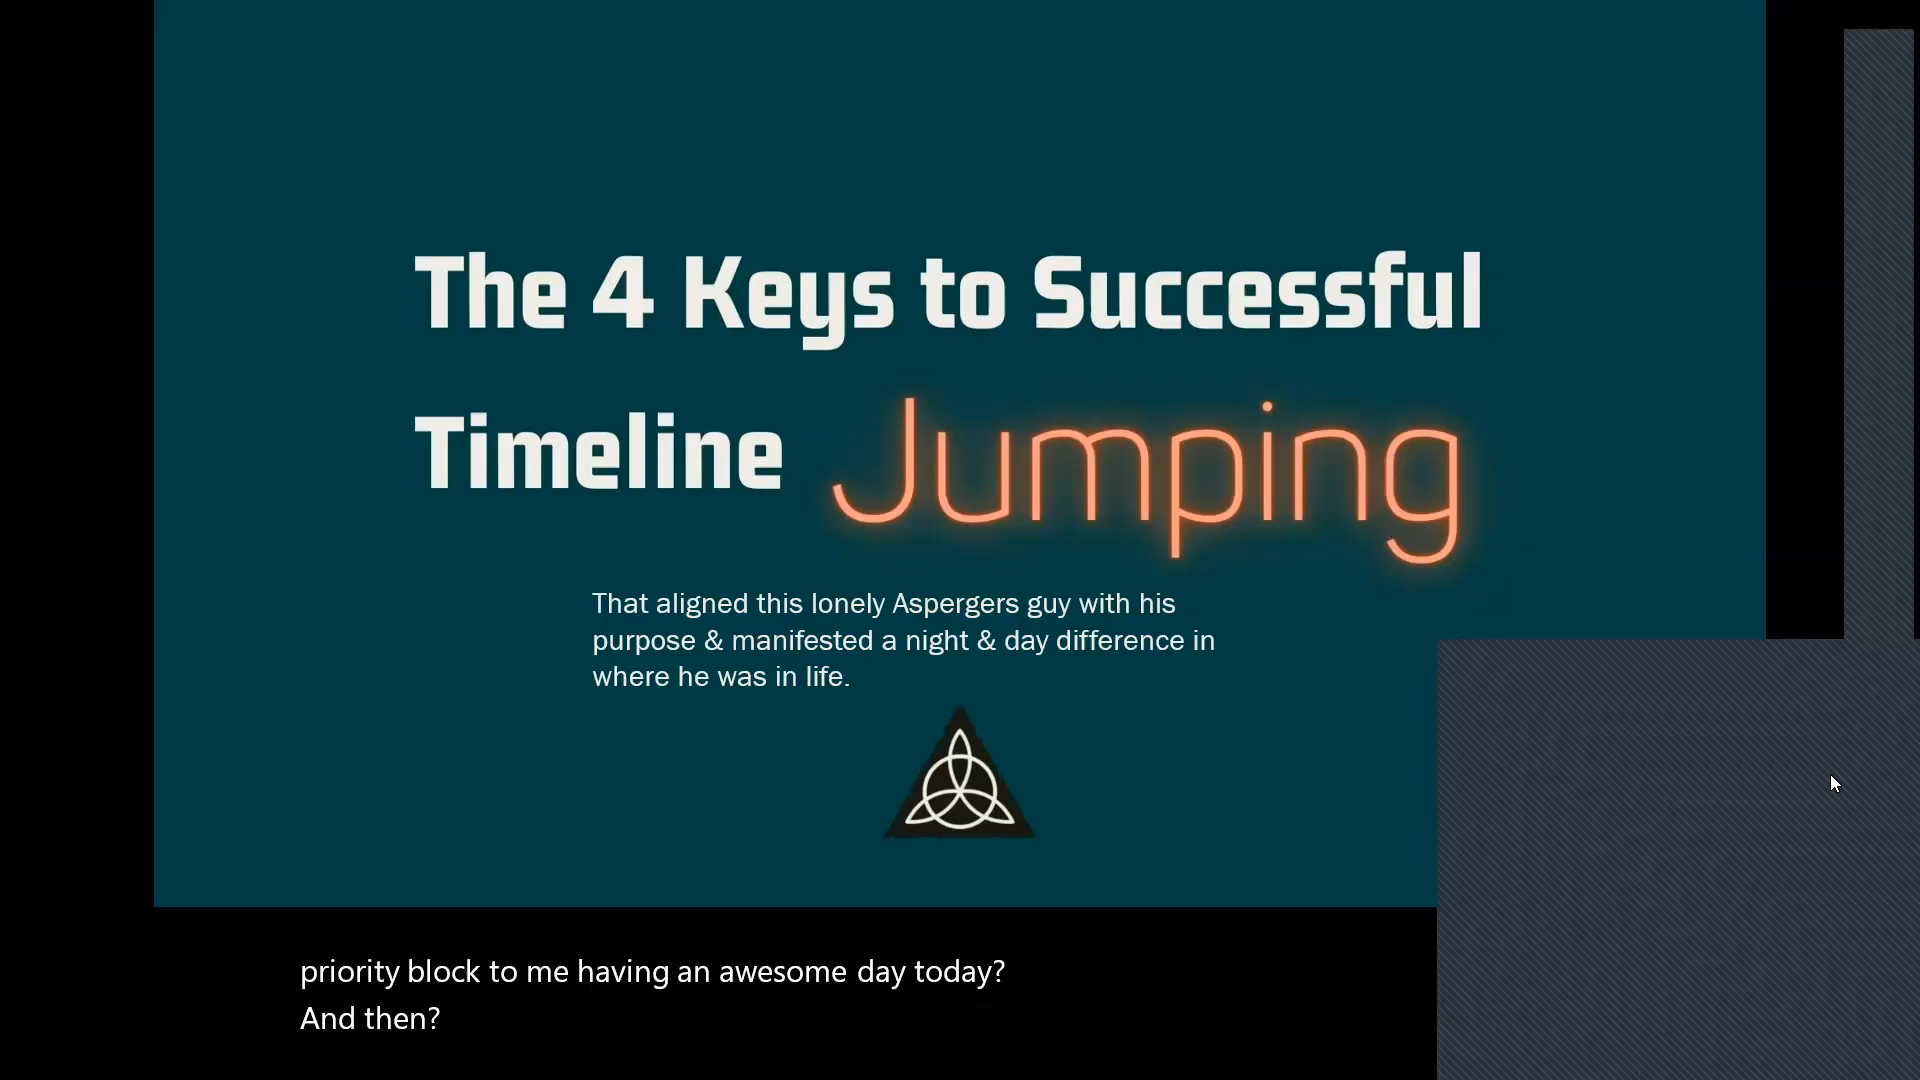 The 4 Keys to Successful
Timeline Jumping
That aligned this lonely Aspergers guy with his
purpose & manifested a night & day difference in
where he was in life.
priority block to me having an awesome day today?
And then?